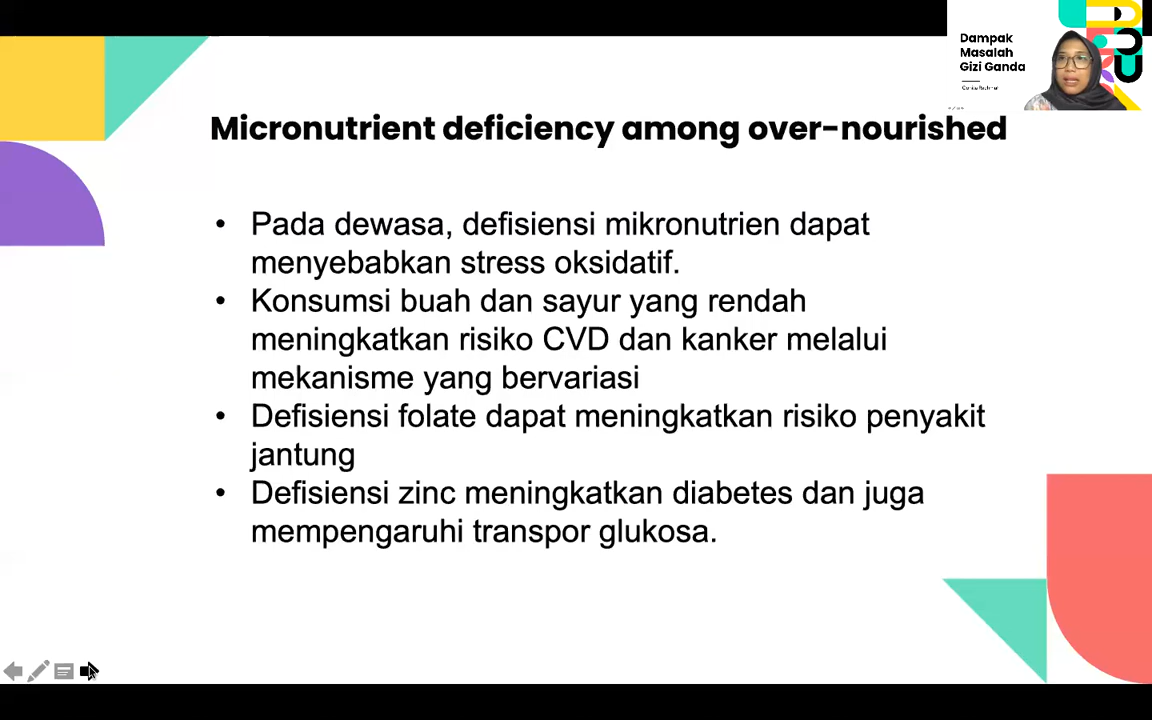 Dampak
Masalah
Gizi Ganda
Micronutrient deficiency among over-nourished
• Pada dewasa, defisiensi mikronutrien dapat
menyebabkan stress oksidatif.
• Konsumsi buah dan sayur yang rendah
meningkatkan risiko CVD dan kanker melalui
mekanisme yang bervariasi
• Defisiensi folate dapat meningkatkan risiko penyakit
jantung
• Defisiensi zinc meningkatkan diabetes dan juga
mempengaruhi transpor glukosa.